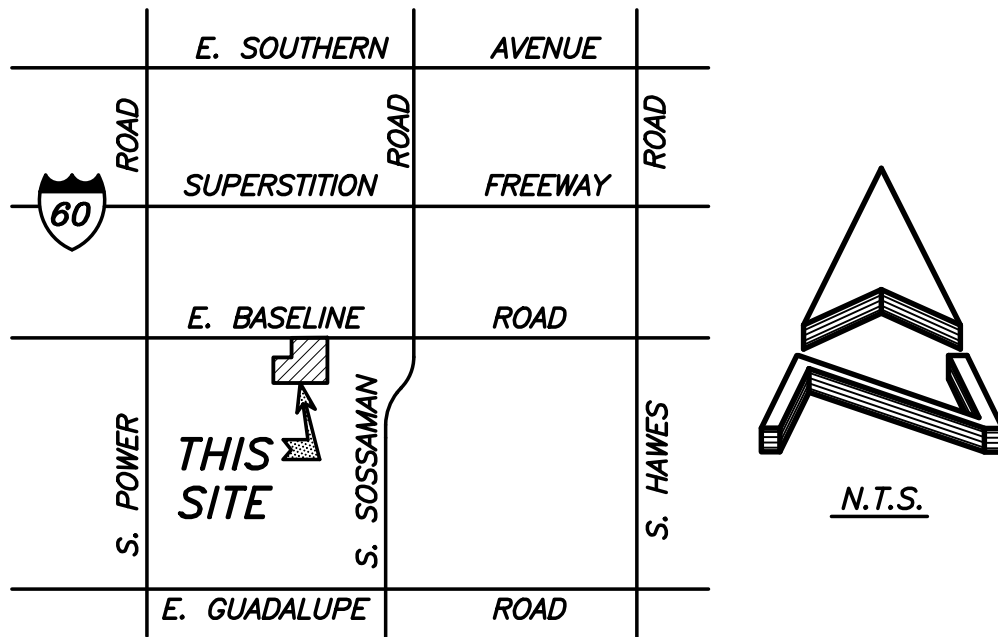 E. SOUTHERN AVENUE
ROAD
ROAD
ROAD
SUPERSTITION FREEWAY
60
E. BASELINE ROAD
S. POWER
THIS
SITE
S. SOSSAMAN
S. HAWES
N.T.S.
E. GUADALUPE ROAD